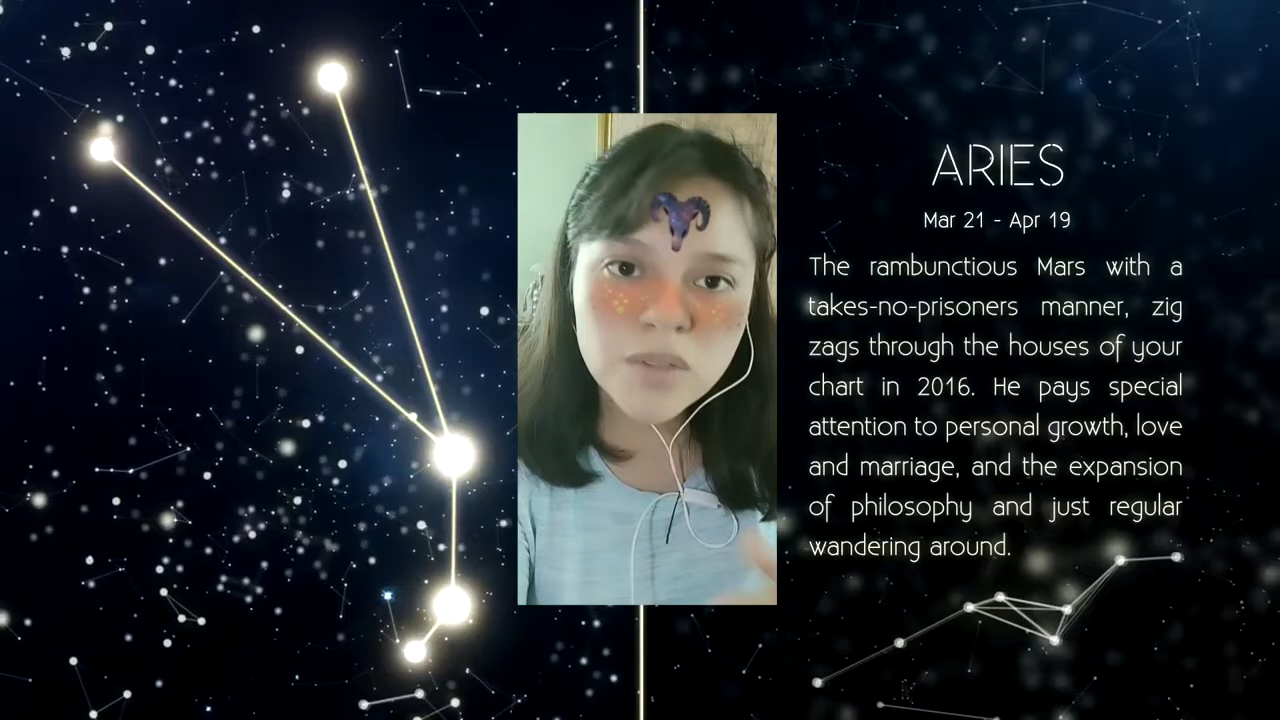 ARIES
Mar 21 - Apr 19
The rambunctious Mars with a
takes-no-prisoners manner, zig
zags through the houses of your
chart in 2016. He pays special
attention to personal growth, love
and marriage, and the expansion
of philosophy and just regular
wandering around.